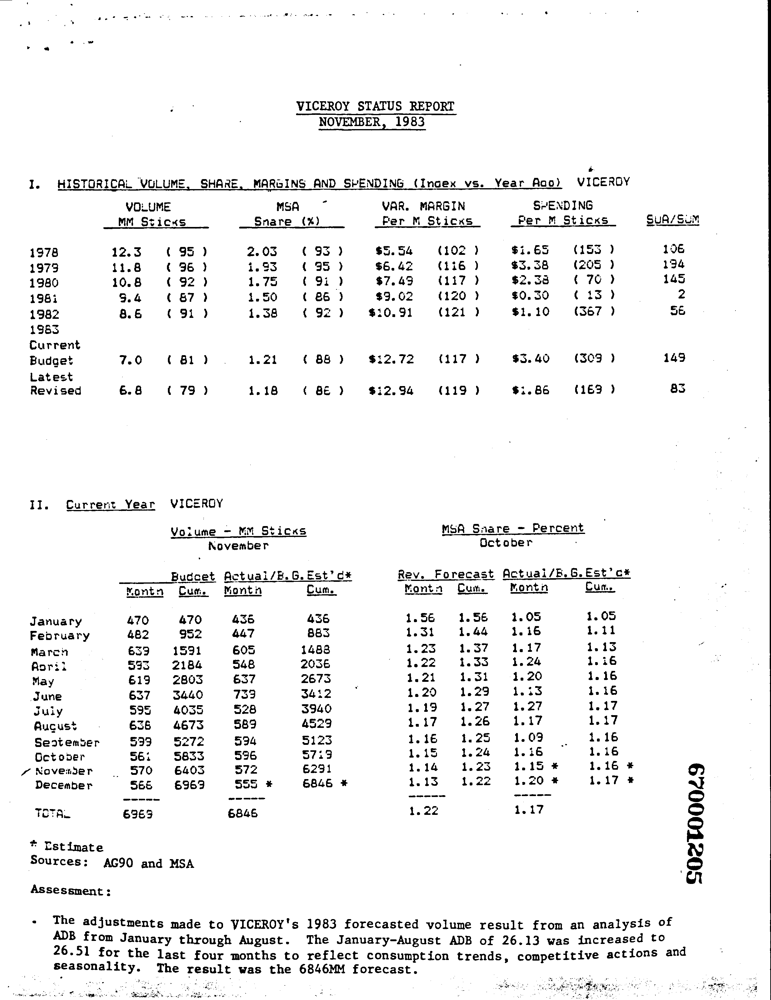 VICEROY STATUS REPORT
NOVEMBER, 1983
I. HISTORICAL VOLUME, SHARE, MARGINS AND SPENDING (Index vs. Year Ago) VICEROY
VOLUME MSA VAR. MARGIN SPENDING
MM Sticks Share (%) Per M Sticks Per M Sticks SUA/SOM
1978 12.3 ( 95 ) 2.03 ( 93 ) $5.54 (102 ) $1.65 (153 ) 106
1979 11.8 ( 96 ) 1.93 ( 95 ) $6.42 (116 ) $3.38 (205 ) 194
1980 10.8 ( 92 ) 1.75 ( 91 ) $7.49 (117 ) $2.38 ( 70 ) 145
1981 9.4 ( 87 ) 1.50 ( 86 ) $9.02 (120 ) $0.30 ( 13 ) 2
1982 8.6 ( 91 ) 1.38 ( 92 ) $10.91 (121 ) $1.10 (367 ) 56
1983
Current
Budget 7.0 ( 81 ) 1.21 ( 88 ) $12.72 (117 ) $3.40 (309 ) 149
Latest
Revised 6.8 ( 79 ) 1.18 ( 86 ) $12.94 (119 ) $1.86 (169 ) 83
II. Current Year VICEROY
Volume - MM Sticks MSA Share - Percent
November October
Budget Actual/B.G.Est'd* Rev. Forecast Actual/B.G.Est'd*
Month Cum. Month Cum. Month Cum. Month Cum.
January 470 470 436 436 1.56 1.56 1.05 1.05
February 482 952 447 883 1.31 1.44 1.16 1.11
March 639 1591 605 1488 1.23 1.37 1.17 1.13
April 593 2184 548 2036 1.22 1.33 1.24 1.16
May 619 2803 637 2673 1.21 1.31 1.20 1.16
June 637 3440 739 3412 1.20 1.29 1.13 1.16
July 595 4035 528 3940 1.19 1.27 1.27 1.17
August 638 4673 589 4529 1.17 1.26 1.17 1.17
September 599 5272 594 5123 1.16 1.25 1.09 1.16
October 561 5833 596 5719 1.15 1.24 1.16 1.16
November 570 6403 572 6291 1.14 1.23 1.15 * 1.16 *
December 566 6969 555 * 6846 * 1.13 1.22 1.20 * 1.17 *
----- ----- ----- -----
TOTAL 6969 6846 1.22 1.17
* Estimate
Sources: AG90 and MSA
Assessment:
. The adjustments made to VICEROY's 1983 forecasted volume result from an analysis of
ADB from January through August. The January-August ADB of 26.13 was increased to
26.51 for the last four months to reflect consumption trends, competitive actions and
seasonality. The result was the 6846MM forecast.
670001205